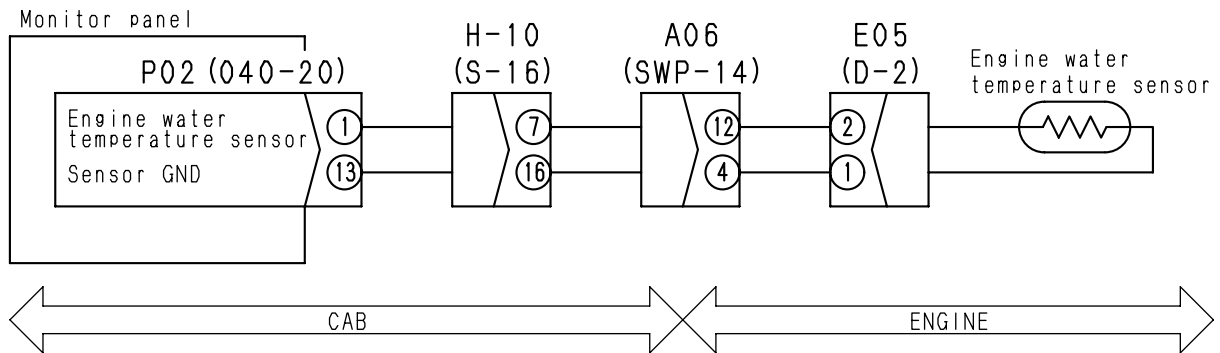 Monitor panel
P02 (040-20)
H-10
(S-16)
A06
(SWP-14)
E05
(D-2)
Engine water
temperature sensor
Engine water
temperature sensor
Sensor GND
1
13
7
16
12
4
2
1
CAB
ENGINE